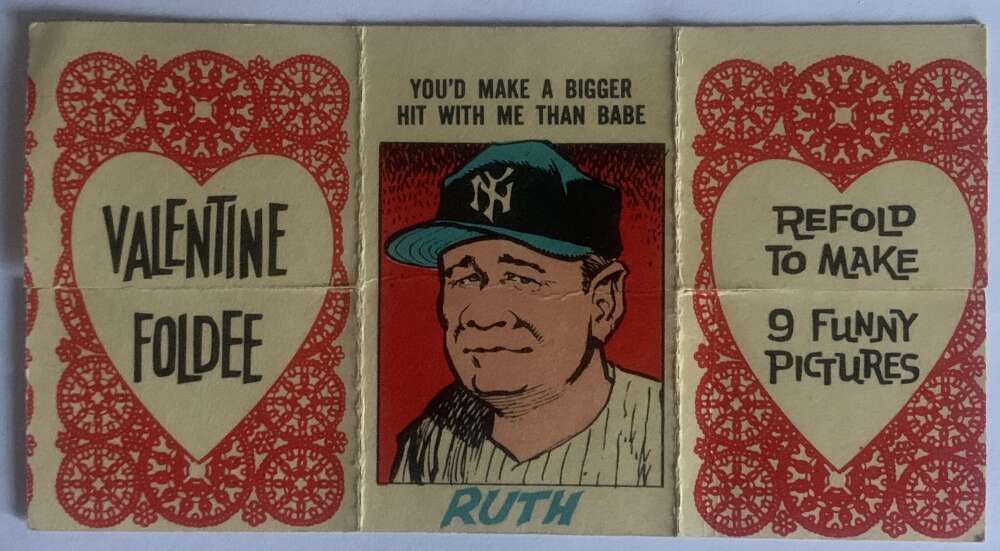 VALENTINE
FOLDEE
YOU'D MAKE A BIGGER
HIT WITH ME THAN BABE
NY
RUTH
REFOLD
TO MAKE
9 FUNNY
PICTURES